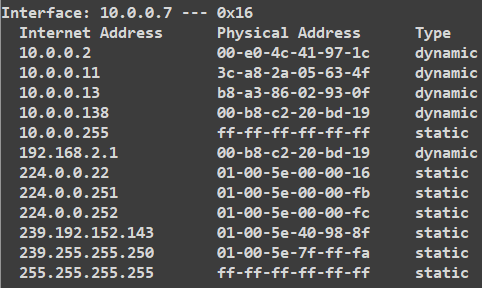 Interface: 10.0.0.7 --- 0x16
Internet Address Physical Address Type
10.0.0.2 00-e0-4c-41-97-1c dynamic
10.0.0.11 3c-a8-2a-05-63-4f dynamic
10.0.0.13 b8-a3-86-02-93-0f dynamic
10.0.0.138 00-b8-c2-20-bd-19 dynamic
10.0.0.255 ff-ff-ff-ff-ff-ff static
192.168.2.1 00-b8-c2-20-bd-19 dynamic
224.0.0.22 01-00-5e-00-00-16 static
224.0.0.251 01-00-5e-00-00-fb static
224.0.0.252 01-00-5e-00-00-fc static
239.192.152.143 01-00-5e-40-98-8f static
239.255.255.250 01-00-5e-7f-ff-fa static
255.255.255.255 ff-ff-ff-ff-ff-ff static